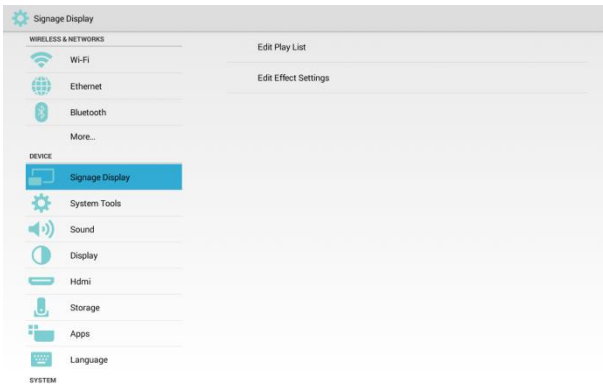 Signage Display
WIRELESS & NETWORKS
Wi-Fi
Ethernet
Bluetooth
More...
DEVICE
Signage Display
System Tools
Sound
Display
Hdmi
Storage
Apps
Language
SYSTEM
Edit Play List
Edit Effect Settings